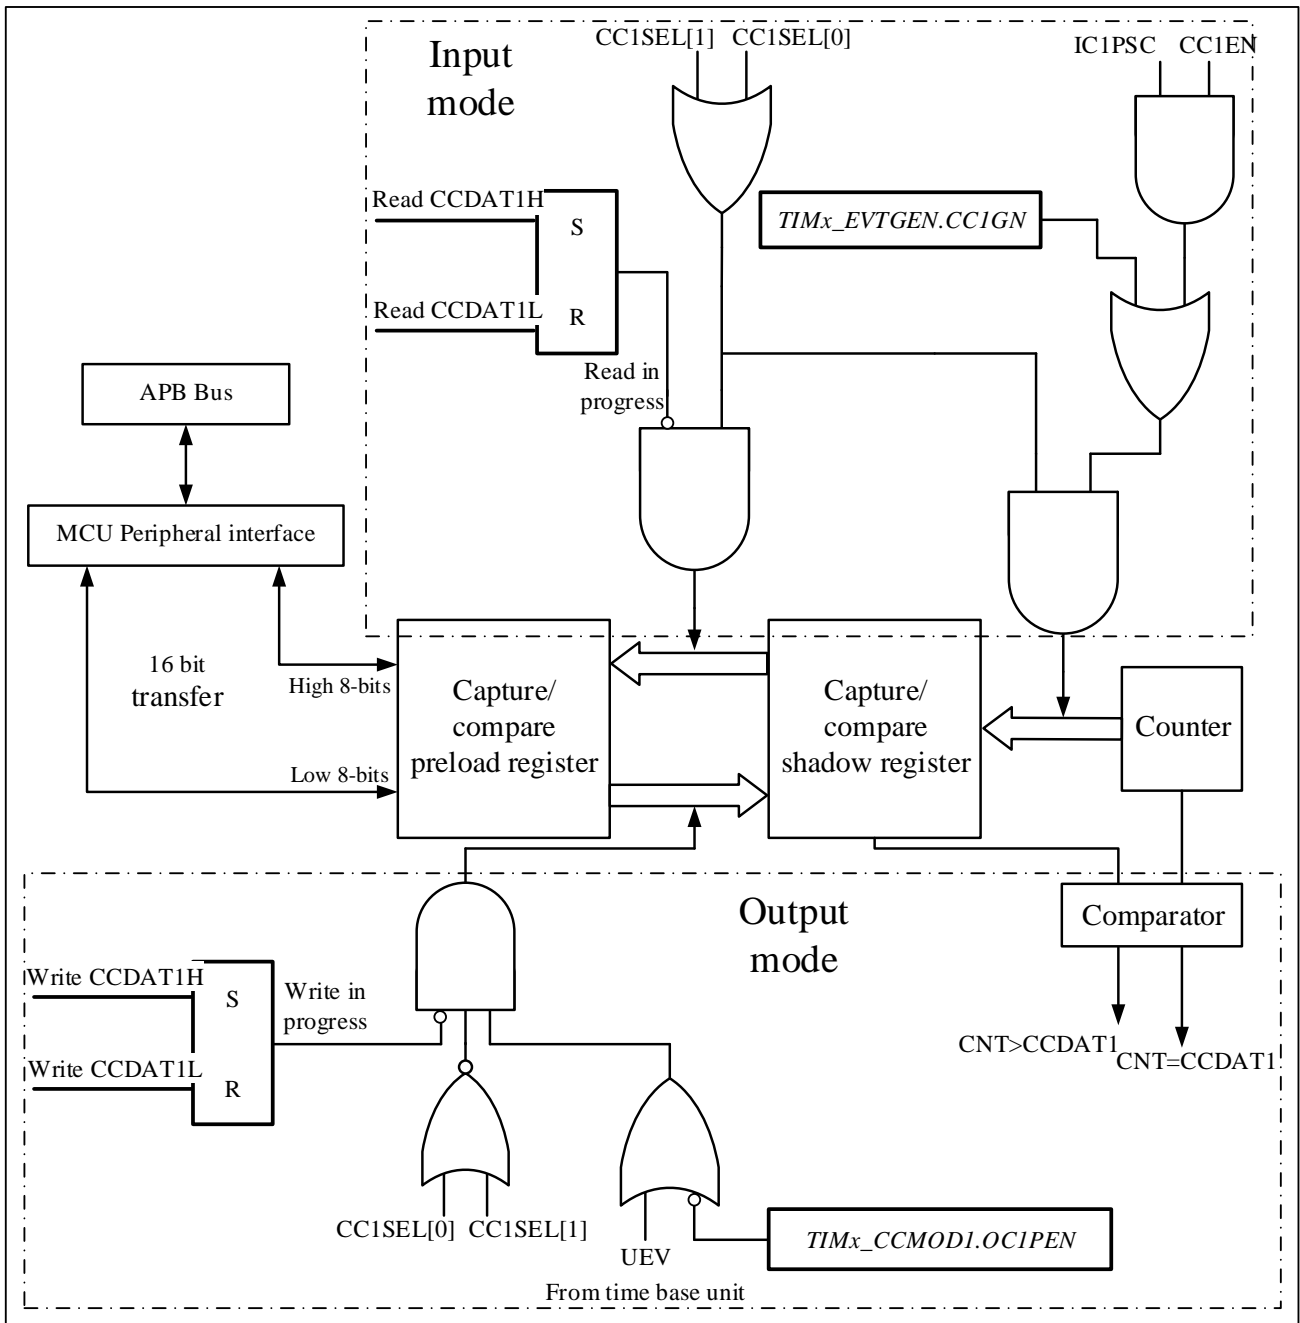 Input
mode
CC1SEL[1] CC1SEL[0]
IC1PSC CC1EN
Read CCDAT1H
S
TIMx_EVTGEN.CC1GN
Read CCDAT1L
R
Read in
progress
APB Bus
MCU Peripheral interface
16 bit
transfer
High 8-bits
Low 8-bits
Capture/
compare
preload register
Capture/
compare
shadow register
Counter
Output
mode
Comparator
Write CCDAT1H
S
Write in
progress
Write CCDAT1L
R
CNT>CCDAT1
CNT=CCDAT1
CC1SEL[0] CC1SEL[1]
UEV
TIMx_CCMOD1.OC1PEN
From time base unit